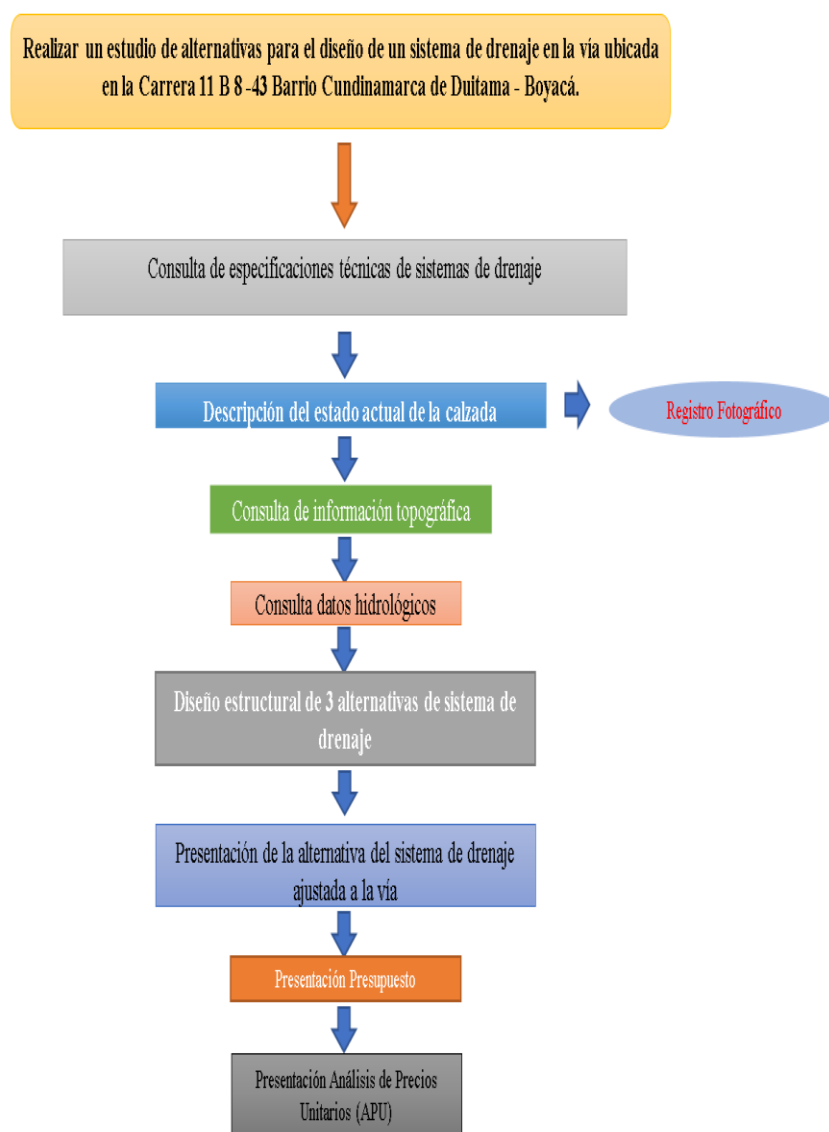 Realizar un estudio de alternativas para el diseño de un sistema de drenaje en la vía ubicada
en la Carrera 11 B 8 -43 Barrio Cundinamarca de Duitama - Boyacá.
Consulta de especificaciones técnicas de sistemas de drenaje
Descripción del estado actual de la calzada
Registro Fotográfico
Consulta de información topográfica
Consulta datos hidrológicos
Diseño estructural de 3 alternativas de sistema de
drenaje
Presentación de la alternativa del sistema de drenaje
ajustada a la vía
Presentación Presupuesto
Presentación Análisis de Precios
Unitarios (APU)